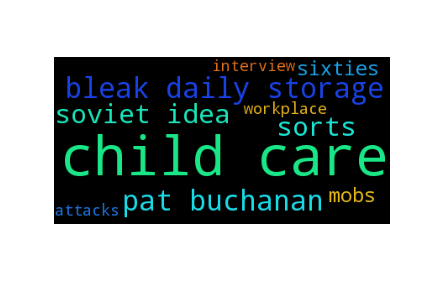 interview sixties
bleak daily storage
soviet idea workplace
sorts
child care
pat buchanan mobs
attacks